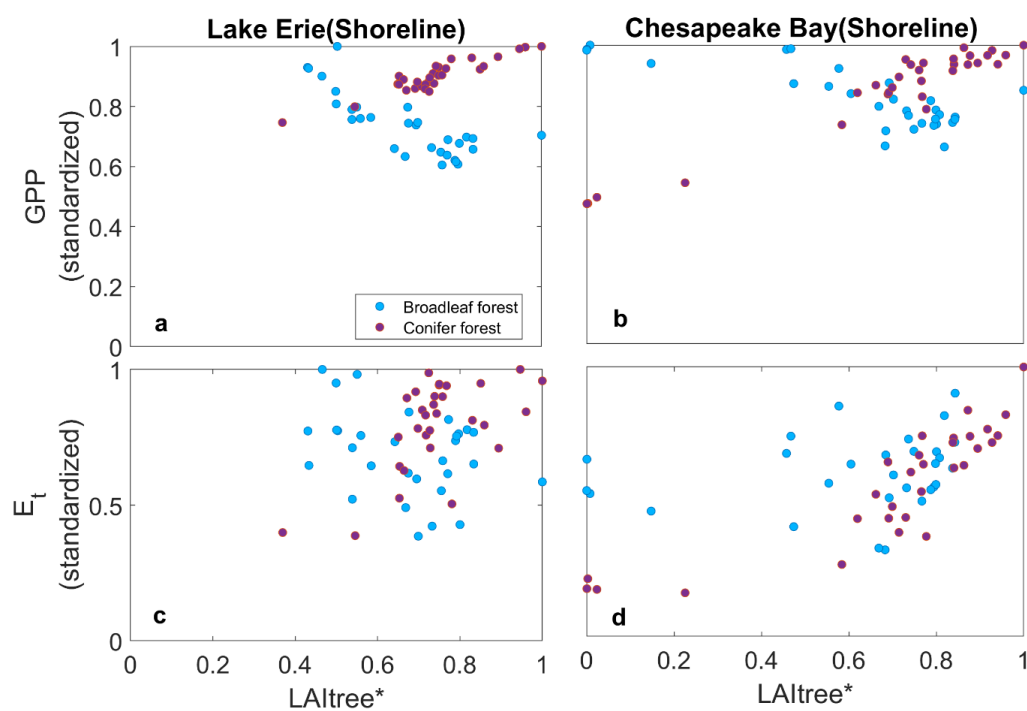 Lake Erie(Shoreline)
Chesapeake Bay(Shoreline)
GPP
(standardized)
1
0.8
0.6
0.4
0.2
0
a
Broadleaf forest
Conifer forest
b
E_t
(standardized)
1
0.5
0
c
d
0 0.2 0.4 0.6 0.8 1
LAItree*
0 0.2 0.4 0.6 0.8 1
LAItree*